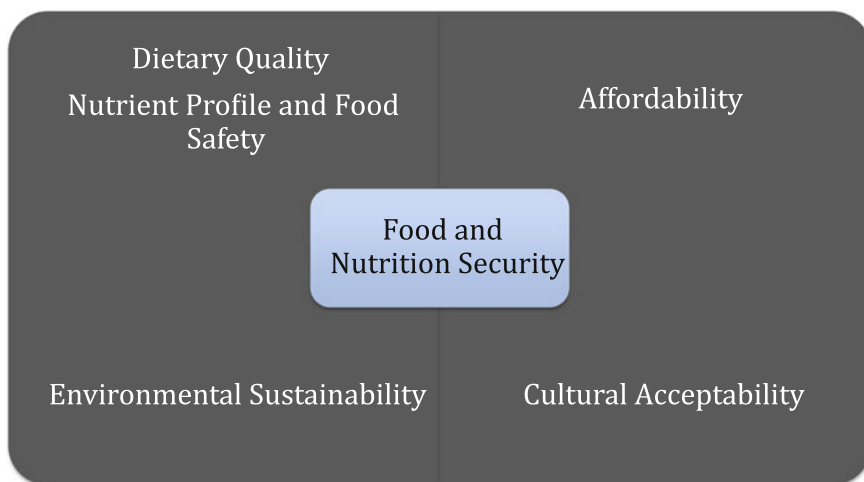 Dietary Quality
Nutrient Profile and Food
Safety
Affordability
Food and
Nutrition Security
Environmental Sustainability
Cultural Acceptability